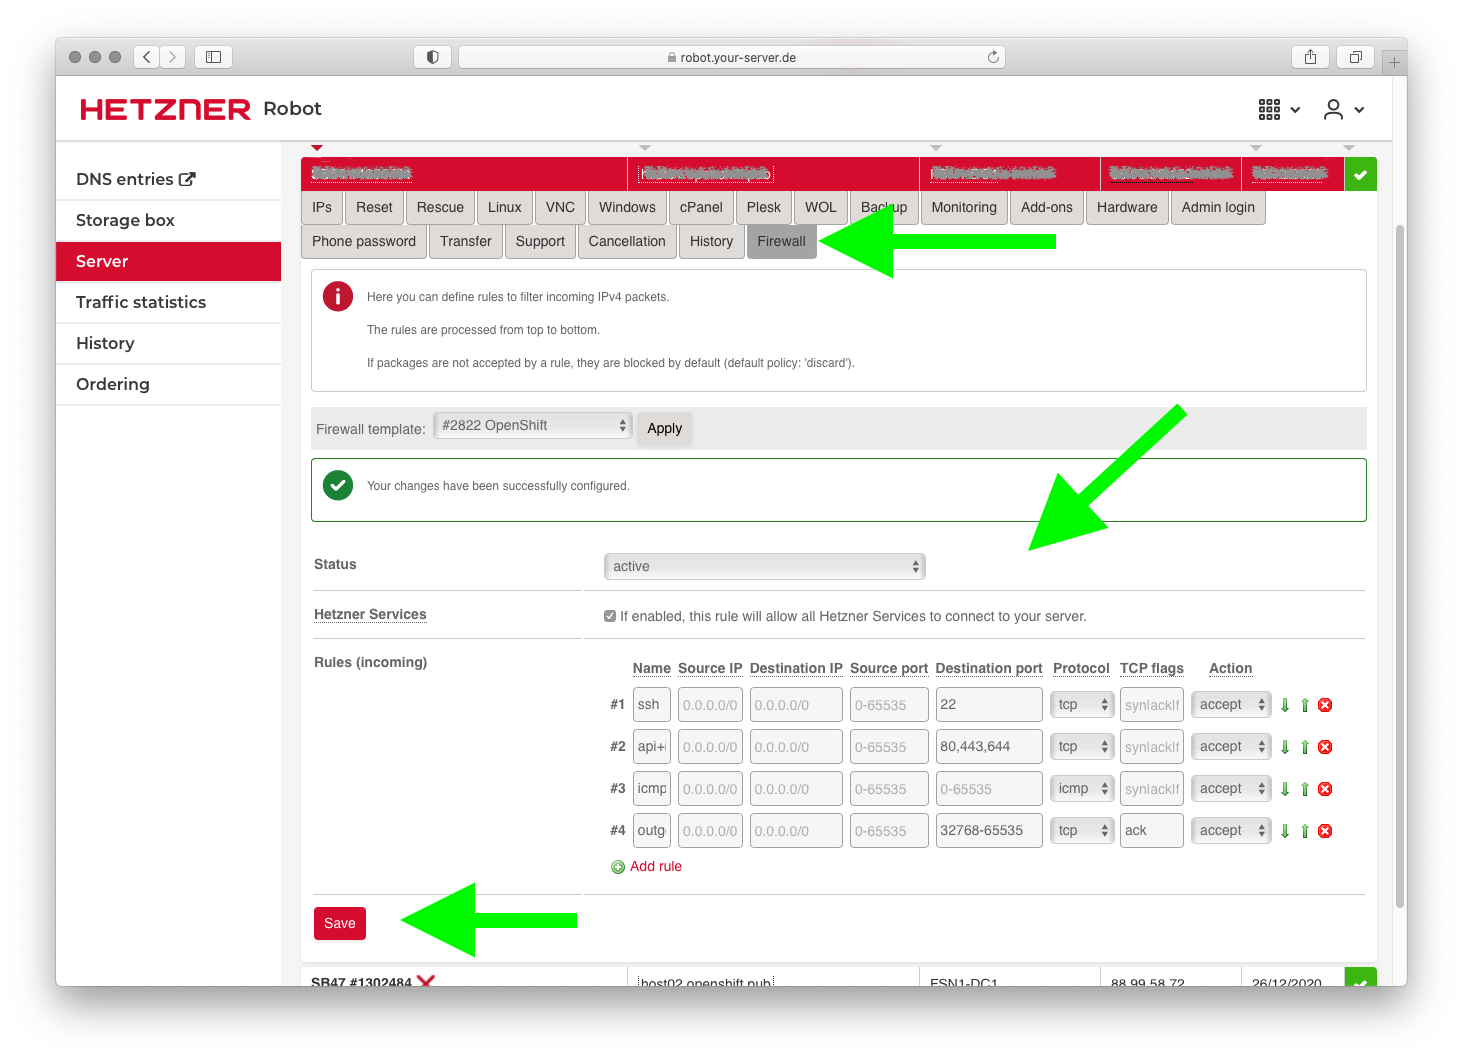 robot.your-server.de
HETZNER Robot
DNS entries
Storage box
Server
Traffic statistics
History
Ordering
IPs Reset Rescue Linux VNC Windows cPanel Plesk WOL Backup Monitoring Add-ons Hardware Admin login
Phone password Transfer Support Cancellation History Firewall
Here you can define rules to filter incoming IPv4 packets.
The rules are processed from top to bottom.
If packages are not accepted by a rule, they are blocked by default (default policy: 'discard').
Firewall template: #2822 OpenShift Apply
Your changes have been successfully configured.
Status active
Hetzner Services If enabled, this rule will allow all Hetzner Services to connect to your server.
Rules (incoming)
Name Source IP Destination IP Source port Destination port Protocol TCP flags Action
#1 ssh 0.0.0.0/0 0.0.0.0/0 0-65535 22 tcp syn|ack|f accept
#2 api+ 0.0.0.0/0 0.0.0.0/0 0-65535 80,443,644 tcp syn|ack|f accept
#3 icmp 0.0.0.0/0 0.0.0.0/0 0-65535 0-65535 icmp syn|ack|f accept
#4 outg 0.0.0.0/0 0.0.0.0/0 0-65535 32768-65535 tcp ack accept
Add rule
Save
SB47 #1302484 host02.openshift.pub FSN1-DC1 88.99.58.72 26/12/2020